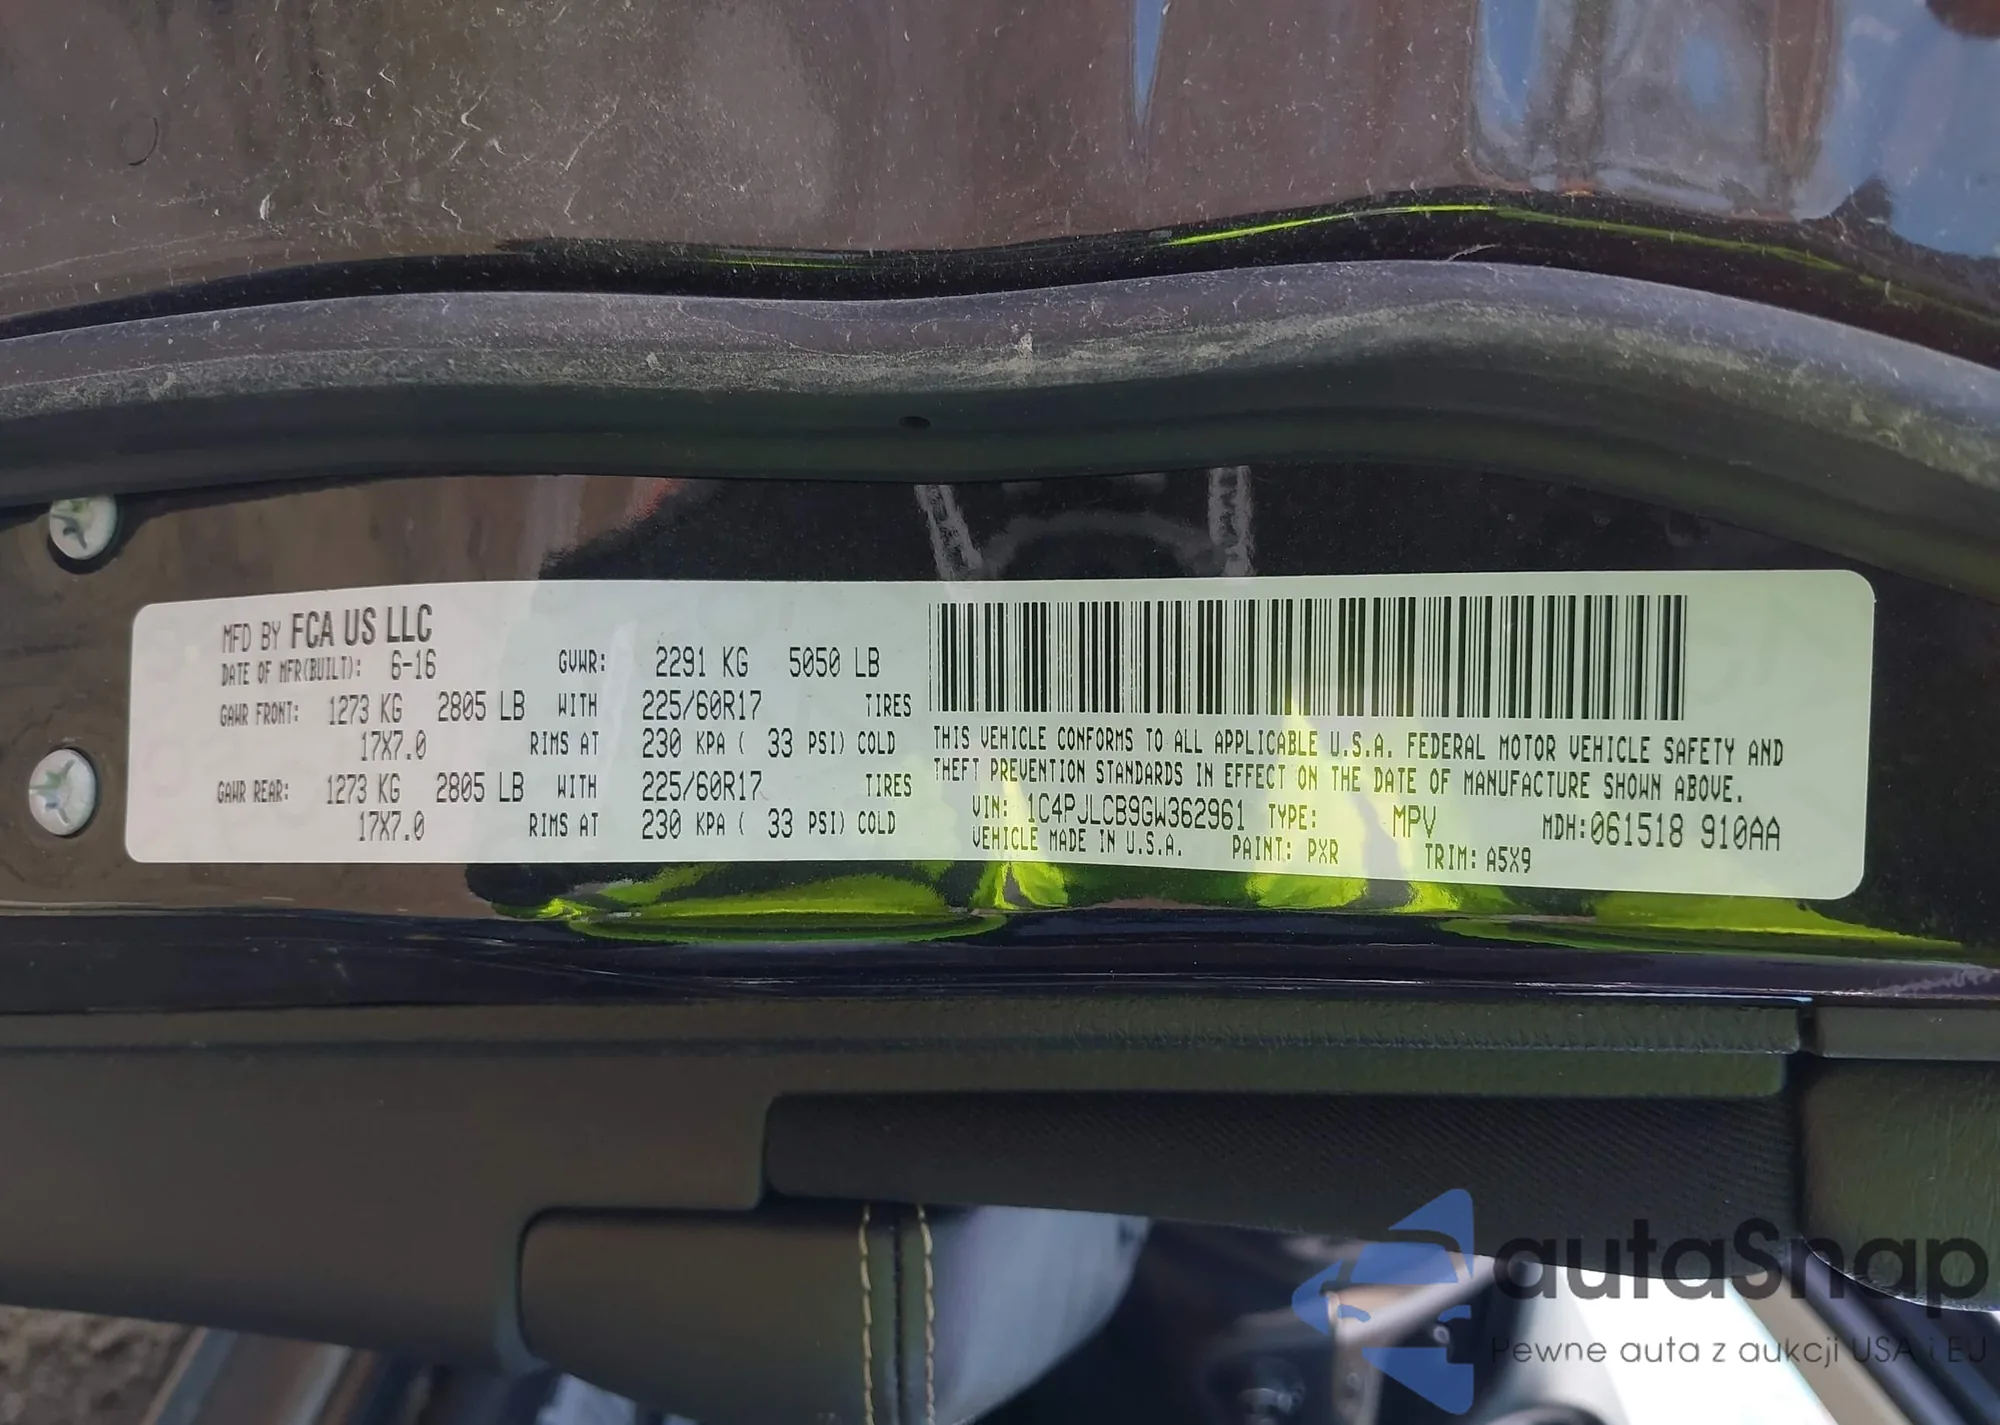 MFD BY FCA US LLC
DATE OF MFR(BUILT): 6-16 GVWR: 2291 KG 5050 LB
GAWR FRONT: 1273 KG 2805 LB WITH 225/60R17 TIRES
17X7.0 RIMS AT 230 KPA ( 33 PSI) COLD
GAWR REAR: 1273 KG 2805 LB WITH 225/60R17 TIRES
17X7.0 RIMS AT 230 KPA ( 33 PSI) COLD
THIS VEHICLE CONFORMS TO ALL APPLICABLE U.S.A. FEDERAL MOTOR VEHICLE SAFETY AND
THEFT PREVENTION STANDARDS IN EFFECT ON THE DATE OF MANUFACTURE SHOWN ABOVE.
VIN: 1C4PJLCB9GW362961 TYPE: MPV MDH:061518 910AA
VEHICLE MADE IN U.S.A. PAINT: PXR TRIM: A5X9
autaSnap
Pewne auta z aukcji USA i EU